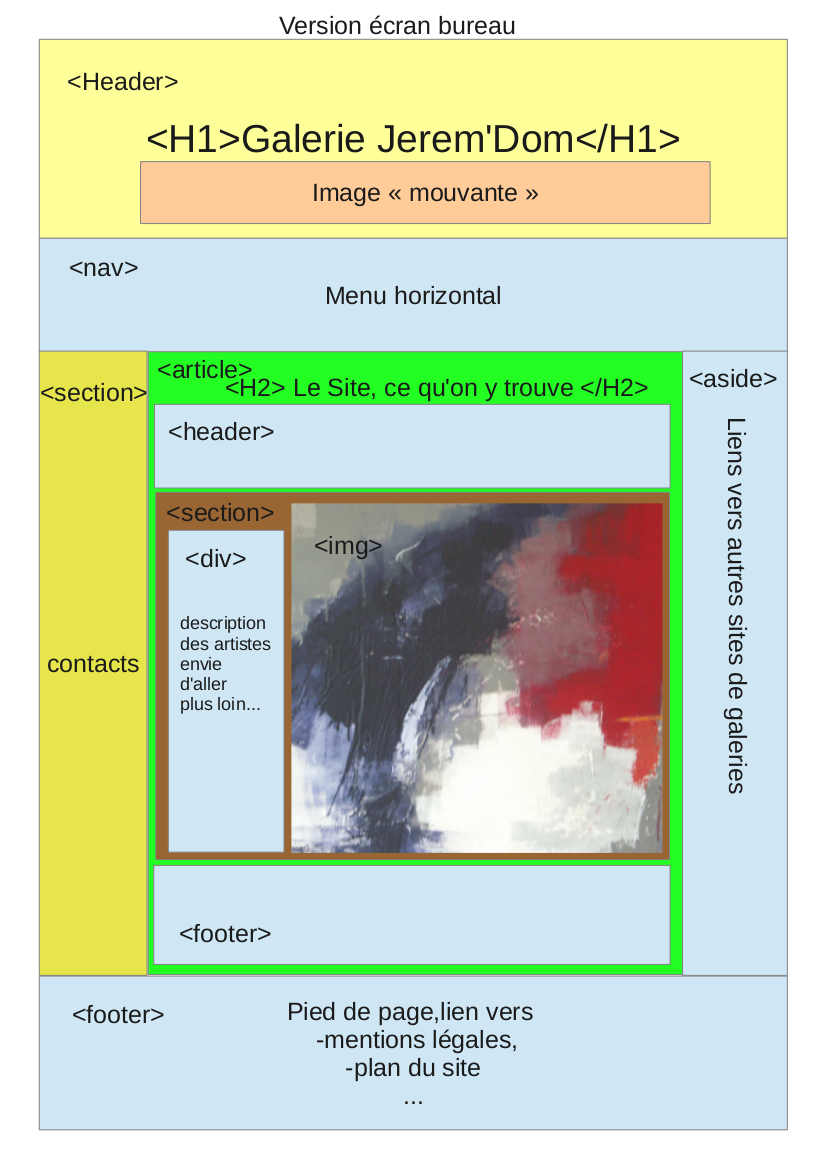 Version écran bureau
<Header>
<H1>Galerie Jerem'Dom</H1>
Image « mouvante »
<nav>
Menu horizontal
<section>
contacts
<article>
<H2> Le Site, ce qu'on y trouve </H2>
<header>
<section>
<div>
description
des artistes
envie
d'aller
plus loin...
<img>
<footer>
<aside>
Liens vers autres sites de galeries
<footer>
Pied de page,lien vers
-mentions légales,
-plan du site
...